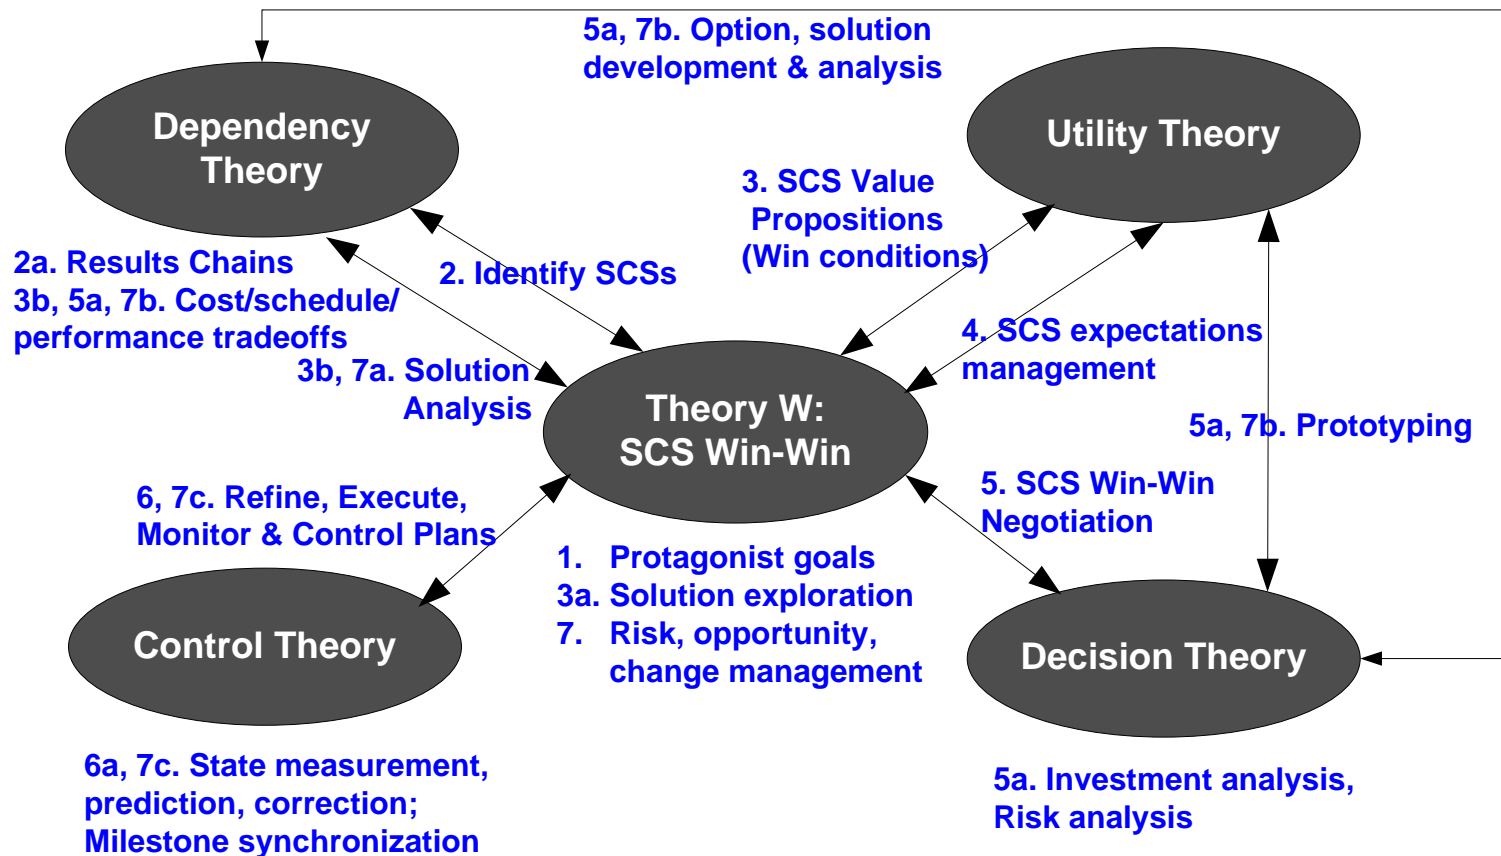 5a, 7b. Option, solution
development & analysis
Dependency
Theory
Utility Theory
3. SCS Value
Propositions
(Win conditions)
2a. Results Chains
3b, 5a, 7b. Cost/schedule/
performance tradeoffs
2. Identify SCSs
4. SCS expectations
management
3b, 7a. Solution
Analysis
Theory W:
SCS Win-Win
5a, 7b. Prototyping
6, 7c. Refine, Execute,
Monitor & Control Plans
5. SCS Win-Win
Negotiation
1. Protagonist goals
3a. Solution exploration
7. Risk, opportunity,
change management
Control Theory
Decision Theory
6a, 7c. State measurement,
prediction, correction;
Milestone synchronization
5a. Investment analysis,
Risk analysis